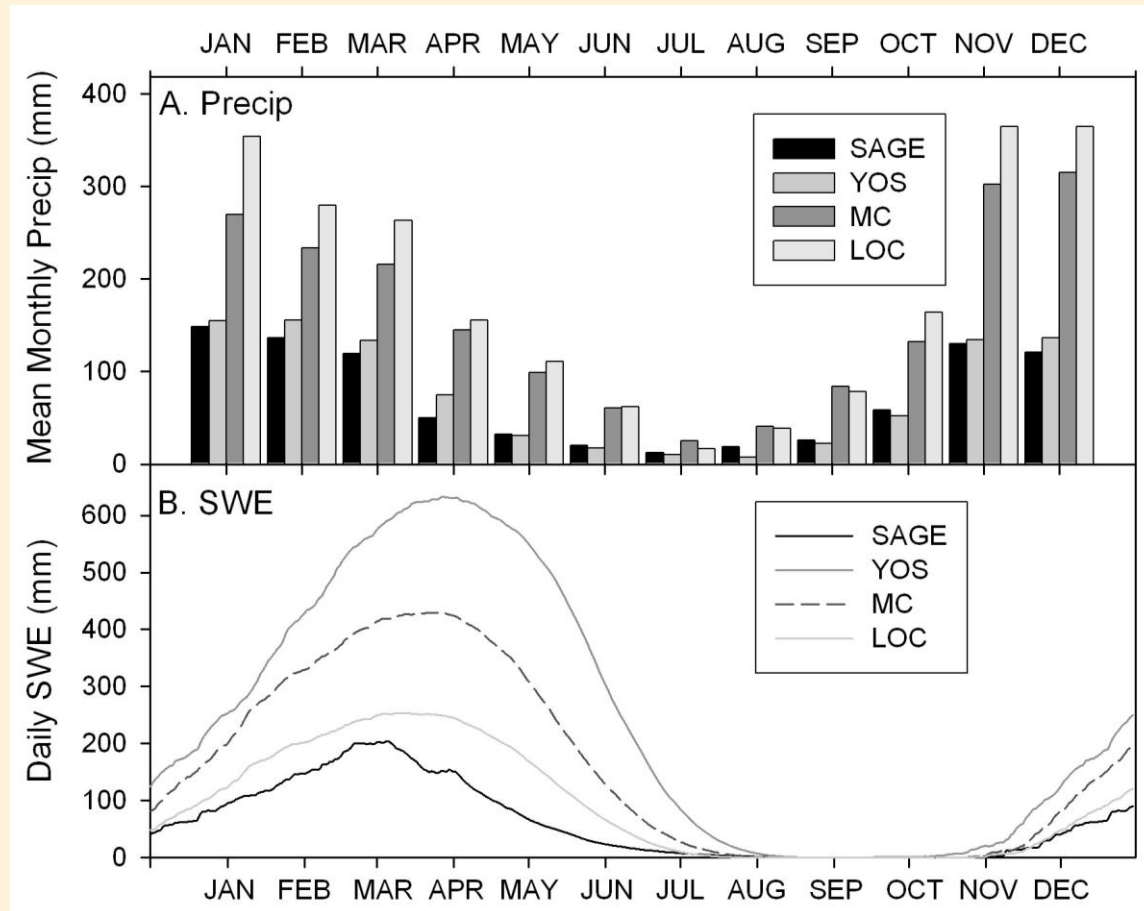 JAN FEB MAR APR MAY JUN JUL AUG SEP OCT NOV DEC
A. Precip
Mean Monthly Precip (mm)
400
300
200
100
0
SAGE
YOS
MC
LOC
B. SWE
Daily SWE (mm)
600
500
400
300
200
100
0
SAGE
YOS
MC
LOC
JAN FEB MAR APR MAY JUN JUL AUG SEP OCT NOV DEC